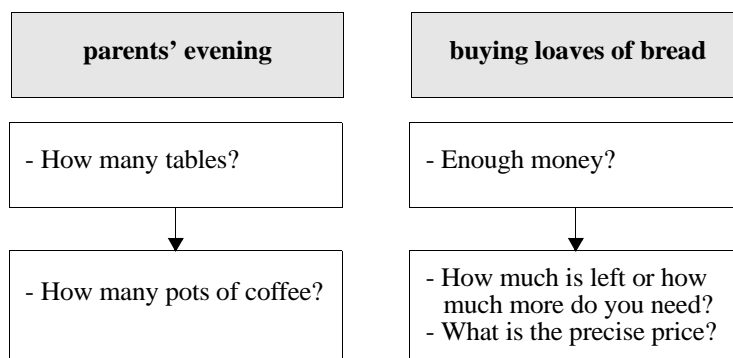 parents’ evening
- How many tables?
- How many pots of coffee?
buying loaves of bread
- Enough money?
- How much is left or how
much more do you need?
- What is the precise price?